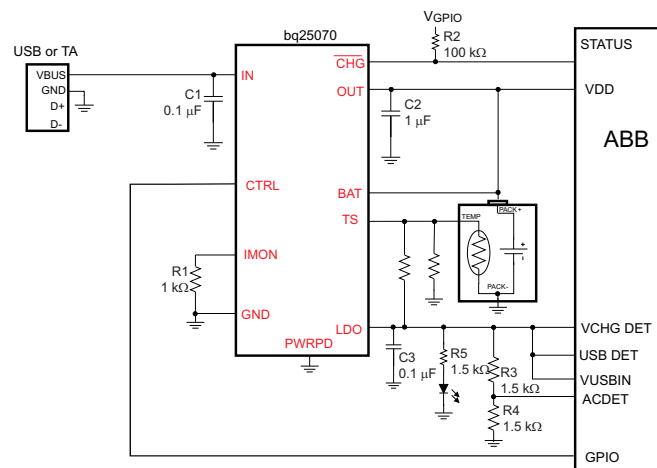 bq25070
USB or TA
VBUS
GND
D+
D-
IN
C1
0.1 μF
CTRL
IMON
R1
1 kΩ
GND
PWRPD
CHG
OUT
BAT
TS
LDO
VGPIO
R2
100 kΩ
C2
1 μF
TEMP
PACK+
+
-
PACK-
C3
0.1 μF
R5
1.5 kΩ
R3
1.5 kΩ
R4
1.5 kΩ
STATUS
VDD
ABB
VCHG DET
USB DET
VUSBIN
ACDET
GPIO